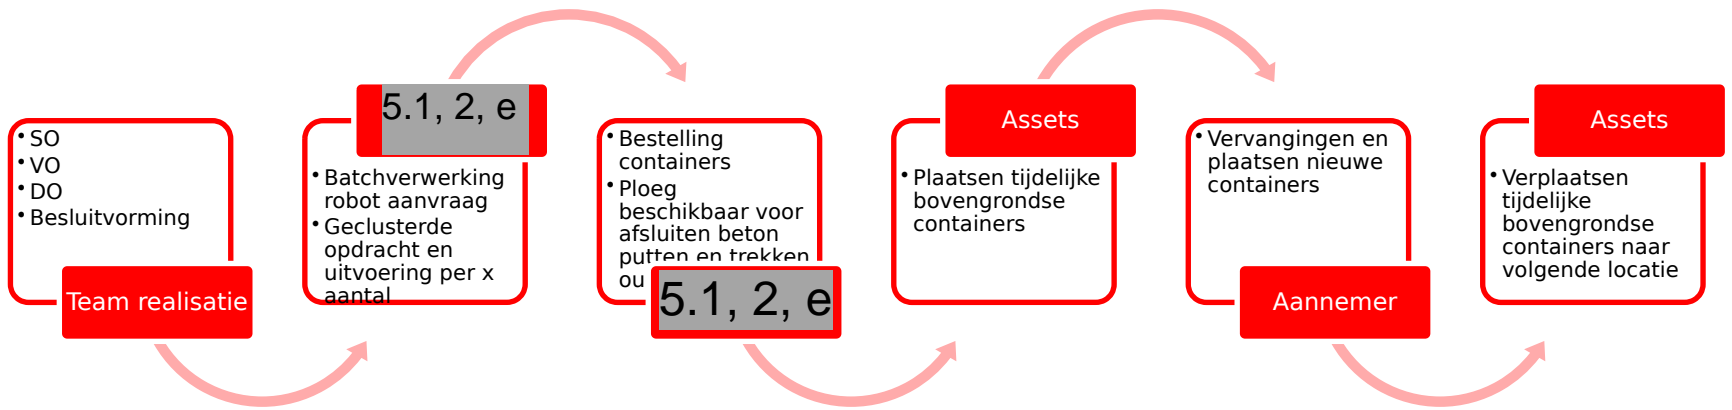 • SO
• VO
• DO
• Besluitvorming
Team realisatie
5.1, 2, e
• Batchverwerking
robot aanvraag
• Geclusterde
opdracht en
uitvoering per x
aantal
• Bestelling
containers
• Ploeg
beschikbaar voor
afsluiten beton
putten en trekken
ou
5.1, 2, e
Assets
• Plaatsen tijdelijke
bovengrondse
containers
• Vervangingen en
plaatsen nieuwe
containers
Aannemer
Assets
• Verplaatsen
tijdelijke
bovengrondse
containers naar
volgende locatie